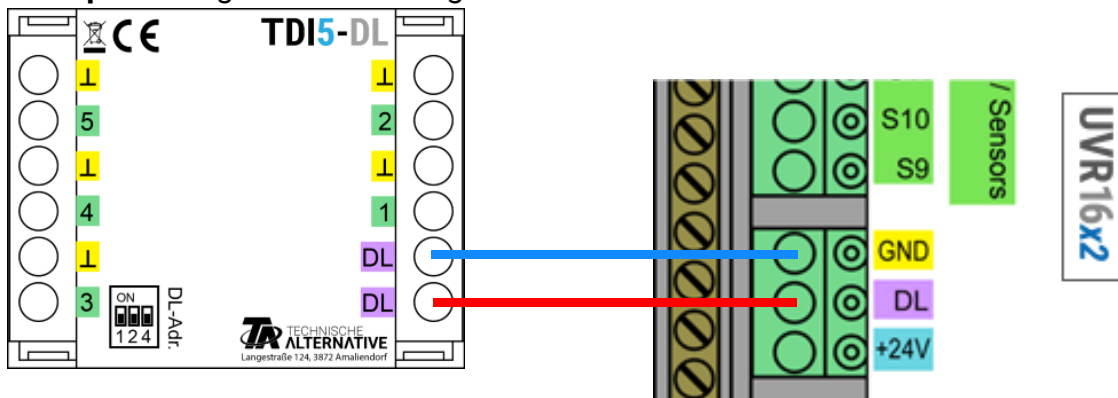 CE TDI5-DL
⊥ ⊥
5 2
⊥ ⊥
4 1
⊥ DL
3 DL
ON
1 2 4
DL-Adr.
TA TECHNISCHE
ALTERNATIVE
Langestraße 124, 3872 Amaliendorf
S10
S9
/ Sensors
GND
DL
+24V
UVR16x2